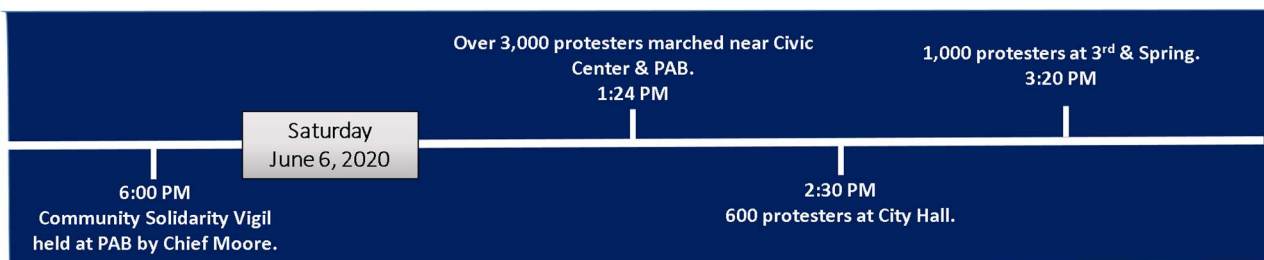 6:00 PM
Community Solidarity Vigil
held at PAB by Chief Moore.
Saturday
June 6, 2020
Over 3,000 protesters marched near Civic
Center & PAB.
1:24 PM
2:30 PM
600 protesters at City Hall.
1,000 protesters at 3rd & Spring.
3:20 PM